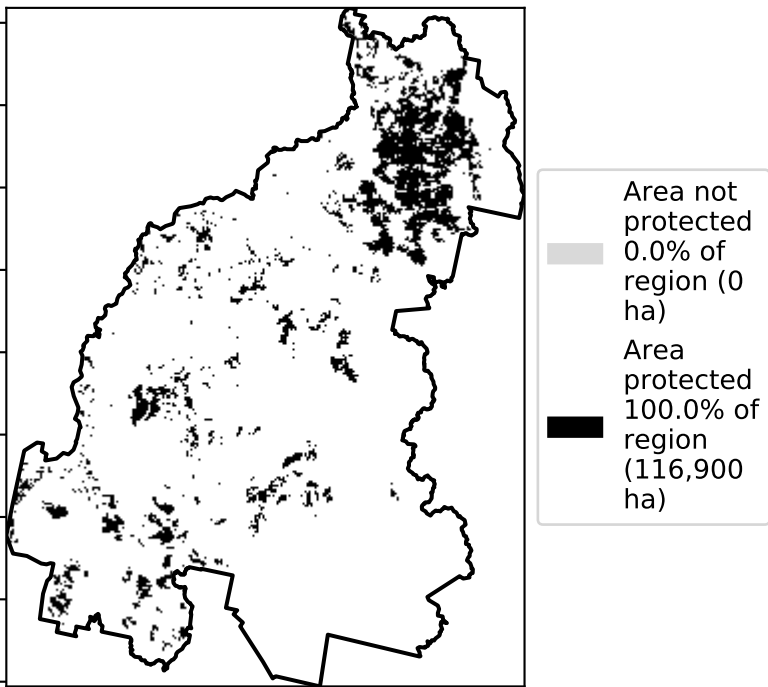 Area not
protected
0.0% of
region (0
ha)
Area
protected
100.0% of
region
(116,900
ha)